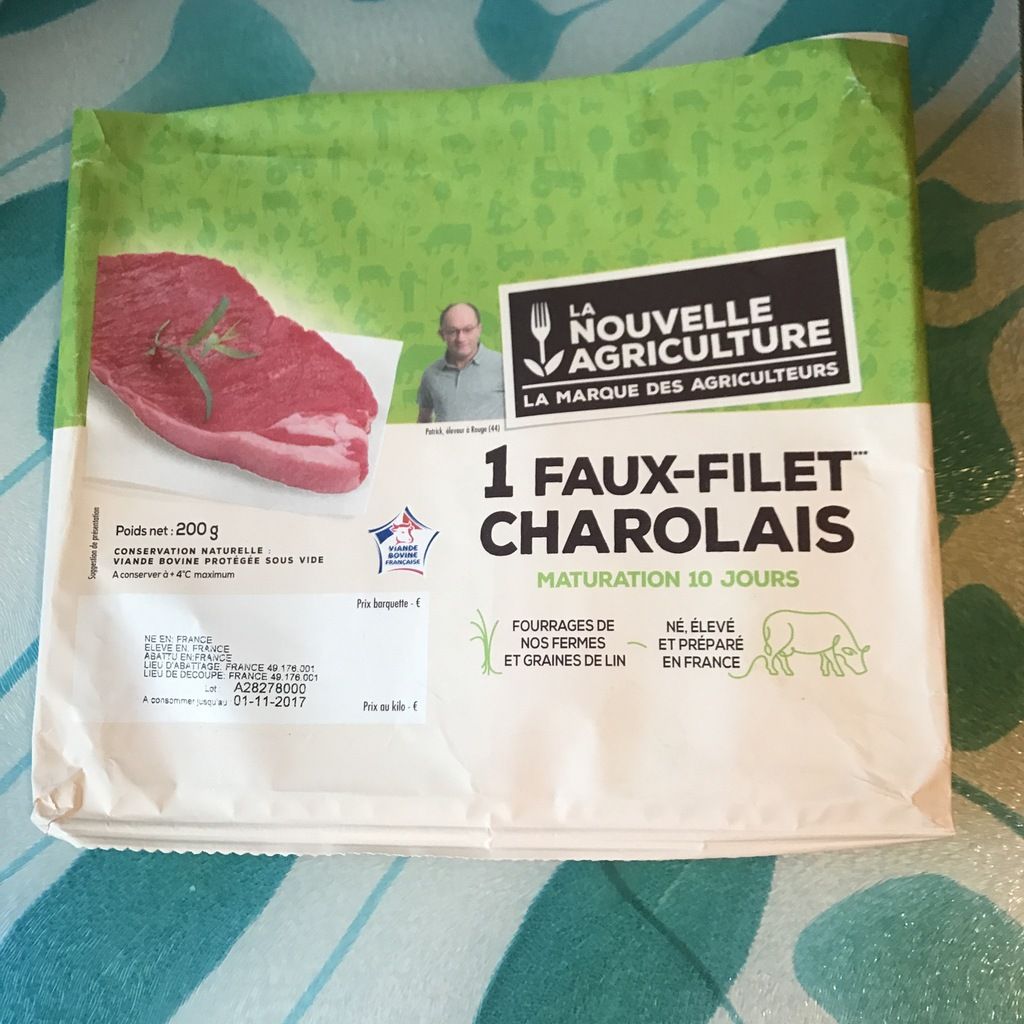 LA
NOUVELLE
AGRICULTURE
LA MARQUE DES AGRICULTEURS
Patrick, éleveur à Rougé (44)
1 FAUX-FILET***
CHAROLAIS
MATURATION 10 JOURS
FOURRAGES DE
NOS FERMES
ET GRAINES DE LIN
NÉ, ÉLEVÉ
ET PRÉPARÉ
EN FRANCE
Suggestion de présentation
Poids net : 200 g
CONSERVATION NATURELLE :
VIANDE BOVINE PROTÉGÉE SOUS VIDE
A conserver à + 4°C maximum
VIANDE
BOVINE
FRANÇAISE
Prix barquette - €
NE EN: FRANCE
ELEVE EN: FRANCE
ABATTU EN:FRANCE
LIEU D'ABATTAGE: FRANCE 49.176.001
LIEU DE DECOUPE: FRANCE 49.176.001
Lot: A28278000
A consommer jusqu'au 01-11-2017
Prix au kilo - €